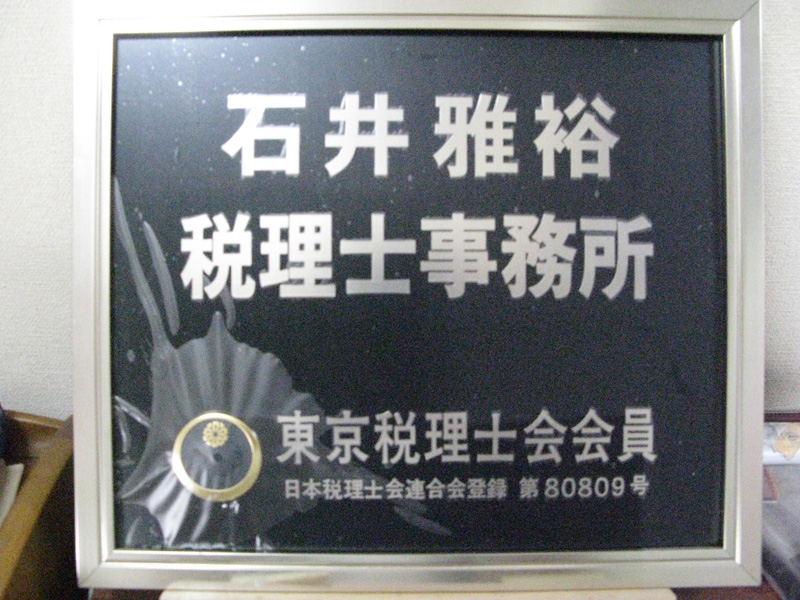 石井雅裕
税理士事務所
東京税理士会会員
日本税理士会連合会登録 第80809号